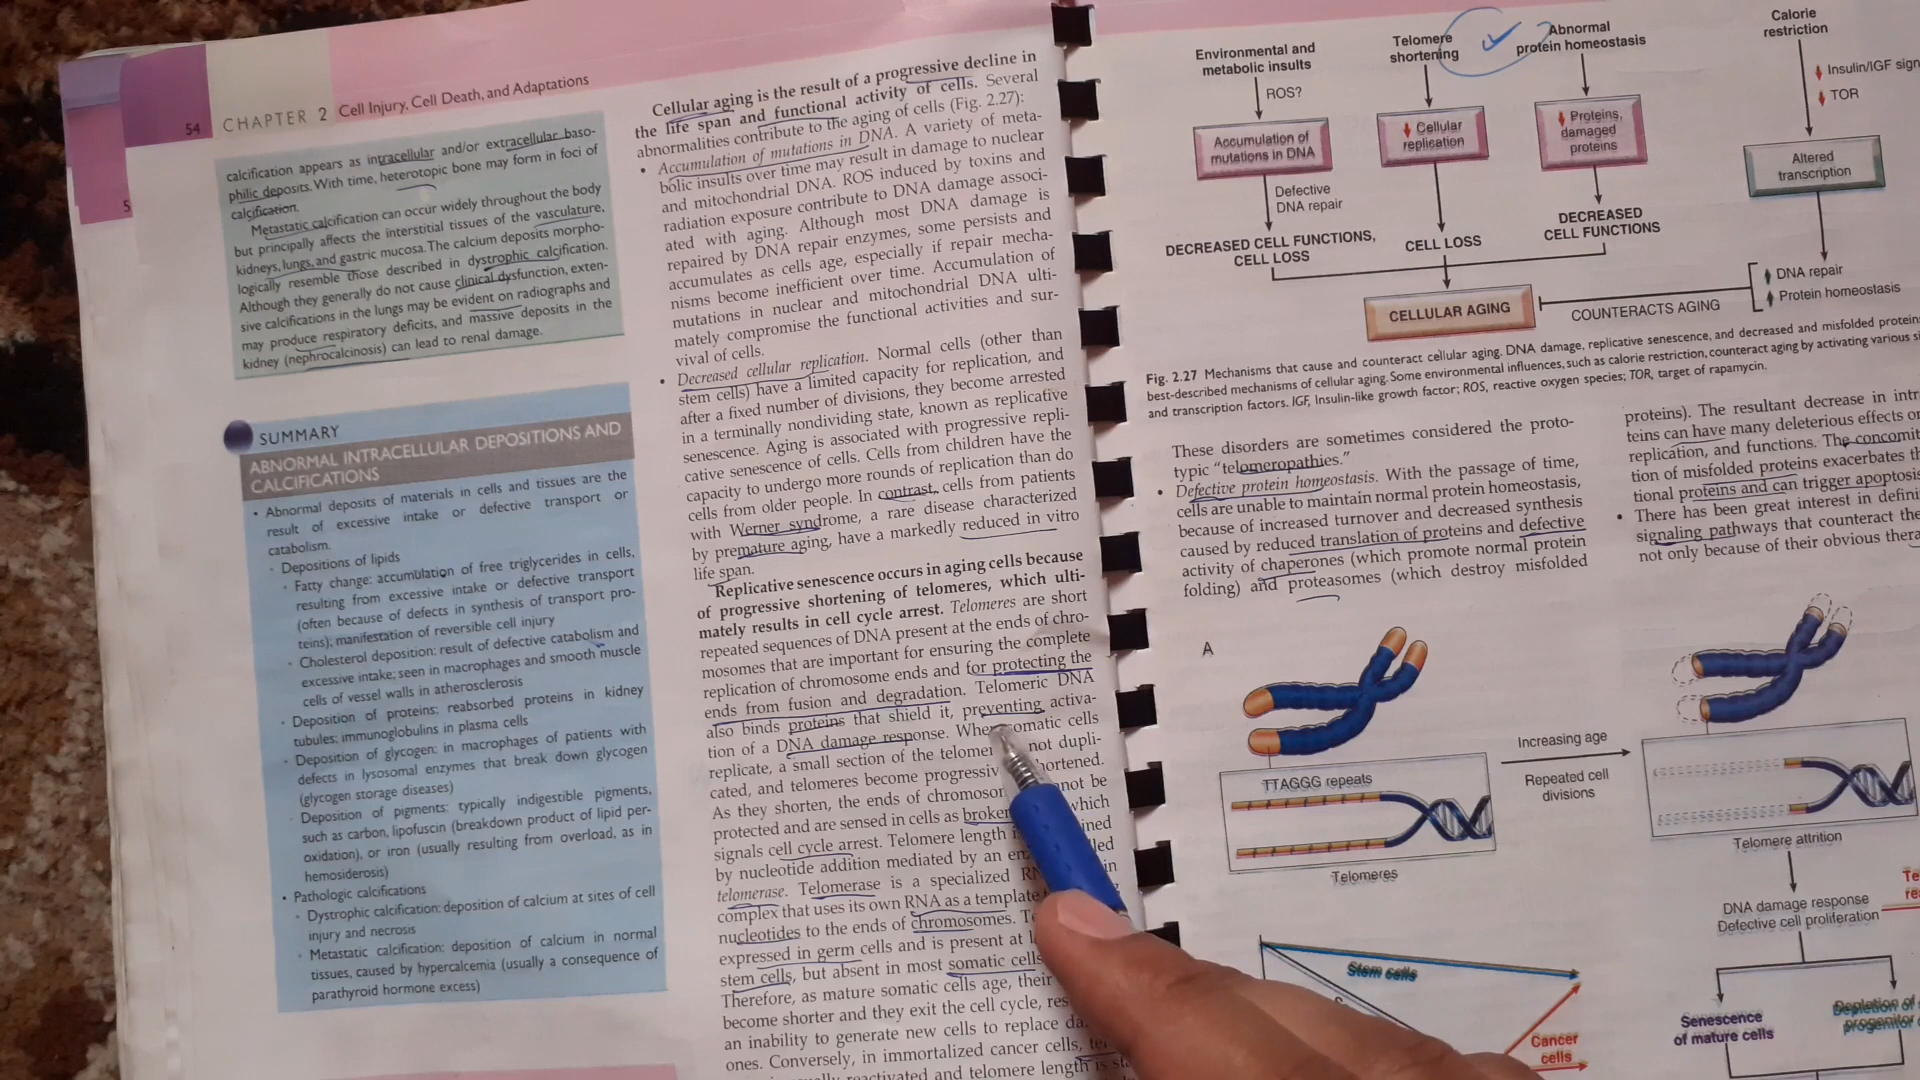 54
CHAPTER 2 Cell Injury, Cell Death, and Adaptations
5
calcification appears as intracellular and/or extracellular baso-
philic deposits. With time, heterotopic bone may form in foci of
calcification.
Metastatic calcification can occur widely throughout the body
but principally affects the interstitial tissues of the vasculature,
kidneys, lungs, and gastric mucosa. The calcium deposits morpho-
logically resemble those described in dystrophic calcification.
Although they generally do not cause clinical dysfunction, exten-
sive calcifications in the lungs may be evident on radiographs and
may produce respiratory deficits, and massive deposits in the
kidney (nephrocalcinosis) can lead to renal damage.
SUMMARY
ABNORMAL INTRACELLULAR DEPOSITIONS AND
CALCIFICATIONS
• Abnormal deposits of materials in cells and tissues are the
result of excessive intake or defective transport or
catabolism.
• Depositions of lipids
• Fatty change: accumulation of free triglycerides in cells,
resulting from excessive intake or defective transport
(often because of defects in synthesis of transport pro-
teins); manifestation of reversible cell injury
• Cholesterol deposition: result of defective catabolism and
excessive intake; seen in macrophages and smooth muscle
cells of vessel walls in atherosclerosis
• Deposition of proteins: reabsorbed proteins in kidney
tubules; immunoglobulins in plasma cells
• Deposition of glycogen: in macrophages of patients with
defects in lysosomal enzymes that break down glycogen
(glycogen storage diseases)
• Deposition of pigments: typically indigestible pigments,
such as carbon, lipofuscin (breakdown product of lipid per-
oxidation), or iron (usually resulting from overload, as in
hemosiderosis)
• Pathologic calcifications
• Dystrophic calcification: deposition of calcium at sites of cell
injury and necrosis
• Metastatic calcification: deposition of calcium in normal
tissues, caused by hypercalcemia (usually a consequence of
parathyroid hormone excess)
Cellular aging is the result of a progressive decline in
the life span and functional activity of cells. Several
abnormalities contribute to the aging of cells (Fig. 2.27):
• Accumulation of mutations in DNA. A variety of meta-
bolic insults over time may result in damage to nuclear
and mitochondrial DNA. ROS induced by toxins and
radiation exposure contribute to DNA damage associ-
ated with aging. Although most DNA damage is
repaired by DNA repair enzymes, some persists and
accumulates as cells age, especially if repair mecha-
nisms become inefficient over time. Accumulation of
mutations in nuclear and mitochondrial DNA ulti-
mately compromise the functional activities and sur-
vival of cells.
• Decreased cellular replication. Normal cells (other than
stem cells) have a limited capacity for replication, and
after a fixed number of divisions, they become arrested
in a terminally nondividing state, known as replicative
senescence. Aging is associated with progressive repli-
cative senescence of cells. Cells from children have the
capacity to undergo more rounds of replication than do
cells from older people. In contrast, cells from patients
with Werner syndrome, a rare disease characterized
by premature aging, have a markedly reduced in vitro
life span.
Replicative senescence occurs in aging cells because
of progressive shortening of telomeres, which ulti-
mately results in cell cycle arrest. Telomeres are short
repeated sequences of DNA present at the ends of chro-
mosomes that are important for ensuring the complete
replication of chromosome ends and for protecting the
ends from fusion and degradation. Telomeric DNA
also binds proteins that shield it, preventing activa-
tion of a DNA damage response. When somatic cells
replicate, a small section of the telomer not dupli-
cated, and telomeres become progressiv hortened.
As they shorten, the ends of chromosor not be
protected and are sensed in cells as broken which
signals cell cycle arrest. Telomere length i ined
by nucleotide addition mediated by an en lled
telomerase. Telomerase is a specialized RN in
complex that uses its own RNA as a template
nucleotides to the ends of chromosomes. Te
expressed in germ cells and is present at l
stem cells, but absent in most somatic cells
Therefore, as mature somatic cells age, their
become shorter and they exit the cell cycle, res
an inability to generate new cells to replace da
ones. Conversely, in immortalized cancer cells, te
reactivated and telomere length is
Environmental and
metabolic insults
ROS?
Accumulation of
mutations in DNA
Defective
DNA repair
DECREASED CELL FUNCTIONS,
CELL LOSS
Telomere
shortening
Cellular
replication
CELL LOSS
Abnormal
protein homeostasis
Proteins,
damaged
proteins
DECREASED
CELL FUNCTIONS
Calorie
restriction
Insulin/IGF sign
TOR
Altered
transcription
DNA repair
Protein homeostasis
CELLULAR AGING
COUNTERACTS AGING
Fig. 2.27 Mechanisms that cause and counteract cellular aging. DNA damage, replicative senescence, and decreased and misfolded protein
best-described mechanisms of cellular aging. Some environmental influences, such as calorie restriction, counteract aging by activating various si
and transcription factors. IGF, Insulin-like growth factor; ROS, reactive oxygen species; TOR, target of rapamycin.
These disorders are sometimes considered the proto-
typic “telomeropathies.”
• Defective protein homeostasis. With the passage of time,
cells are unable to maintain normal protein homeostasis,
because of increased turnover and decreased synthesis
caused by reduced translation of proteins and defective
activity of chaperones (which promote normal protein
folding) and proteasomes (which destroy misfolded
proteins). The resultant decrease in intr
teins can have many deleterious effects o
replication, and functions. The concomit
tion of misfolded proteins exacerbates th
tional proteins and can trigger apoptosi
• There has been great interest in defini
signaling pathways that counteract the
not only because of their obvious thera
A
TTAGGG repeats
Telomeres
Increasing age
Repeated cell
divisions
Telomere attrition
DNA damage response
Defective cell proliferation
Te
re
Senescence
of mature cells
Depletion of
progenitor
Stem cells
Cancer
cells